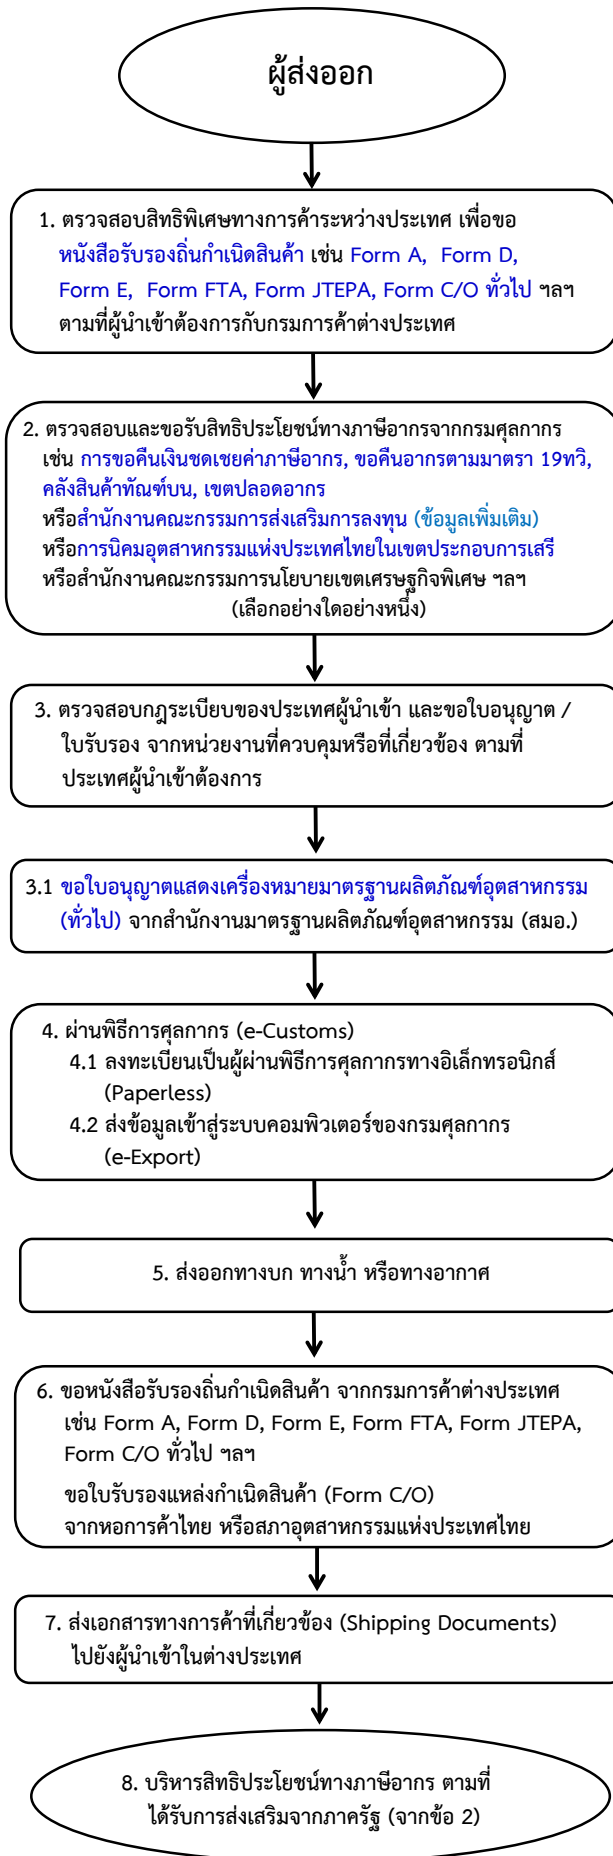 ผู้ส่งออก
1. ตรวจสอบสิทธิพิเศษทางการค้าระหว่างประเทศ เพื่อขอ
หนังสือรับรองถิ่นกำเนิดสินค้า เช่น Form A, Form D,
Form E, Form FTA, Form JTEPA, Form C/O ทั่วไป ฯลฯ
ตามที่ผู้นำเข้าต้องการกับกรมการค้าต่างประเทศ
2. ตรวจสอบและขอรับสิทธิประโยชน์ทางภาษีอากรจากกรมศุลกากร
เช่น การขอคืนเงินชดเชยค่าภาษีอากร, ขอคืนอากรตามมาตรา 19ทวิ,
คลังสินค้าทัณฑ์บน, เขตปลอดอากร
หรือสำนักงานคณะกรรมการส่งเสริมการลงทุน (ข้อมูลเพิ่มเติม)
หรือการนิคมอุตสาหกรรมแห่งประเทศไทยในเขตประกอบการเสรี
หรือสำนักงานคณะกรรมการนโยบายเขตเศรษฐกิจพิเศษ ฯลฯ
(เลือกอย่างใดอย่างหนึ่ง)
3. ตรวจสอบกฎระเบียบของประเทศผู้นำเข้า และขอใบอนุญาต /
ใบรับรอง จากหน่วยงานที่ควบคุมหรือที่เกี่ยวข้อง ตามที่
ประเทศผู้นำเข้าต้องการ
3.1 ขอใบอนุญาตแสดงเครื่องหมายมาตรฐานผลิตภัณฑ์อุตสาหกรรม
(ทั่วไป) จากสำนักงานมาตรฐานผลิตภัณฑ์อุตสาหกรรม (สมอ.)
4. ผ่านพิธีการศุลกากร (e-Customs)
4.1 ลงทะเบียนเป็นผู้ผ่านพิธีการศุลกากรทางอิเล็กทรอนิกส์
(Paperless)
4.2 ส่งข้อมูลเข้าสู่ระบบคอมพิวเตอร์ของกรมศุลกากร
(e-Export)
5. ส่งออกทางบก ทางน้ำ หรือทางอากาศ
6. ขอหนังสือรับรองถิ่นกำเนิดสินค้า จากกรมการค้าต่างประเทศ
เช่น Form A, Form D, Form E, Form FTA, Form JTEPA,
Form C/O ทั่วไป ฯลฯ
ขอใบรับรองแหล่งกำเนิดสินค้า (Form C/O)
จากหอการค้าไทย หรือสภาอุตสาหกรรมแห่งประเทศไทย
7. ส่งเอกสารทางการค้าที่เกี่ยวข้อง (Shipping Documents)
ไปยังผู้นำเข้าในต่างประเทศ
8. บริหารสิทธิประโยชน์ทางภาษีอากร ตามที่
ได้รับการส่งเสริมจากภาครัฐ (จากข้อ 2)